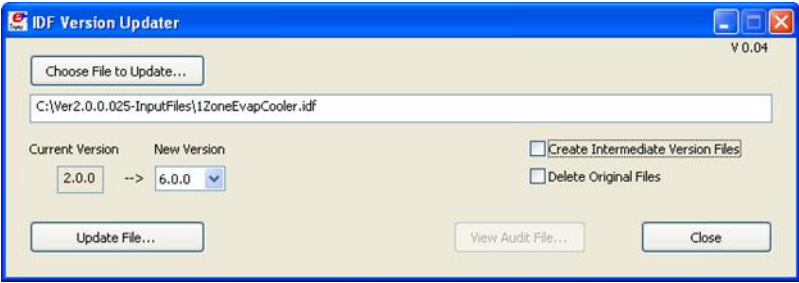 IDF Version Updater
V 0.04
Choose File to Update...
C:\Ver2.0.0.025-InputFiles\1ZoneEvapCooler.idf
Current Version New Version
Create Intermediate Version Files
2.0.0 --> 6.0.0
Delete Original Files
Update File... View Audit File... Close